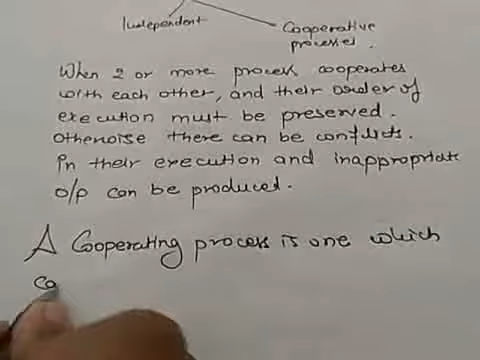 Independent
Cooperative
processes.
When 2 or more process cooperates
with each other, and their order of
execution must be preserved.
otherwise there can be conflicts.
in their execution and inappropriate
o/p can be produced.
A Cooperating process is one which
ca